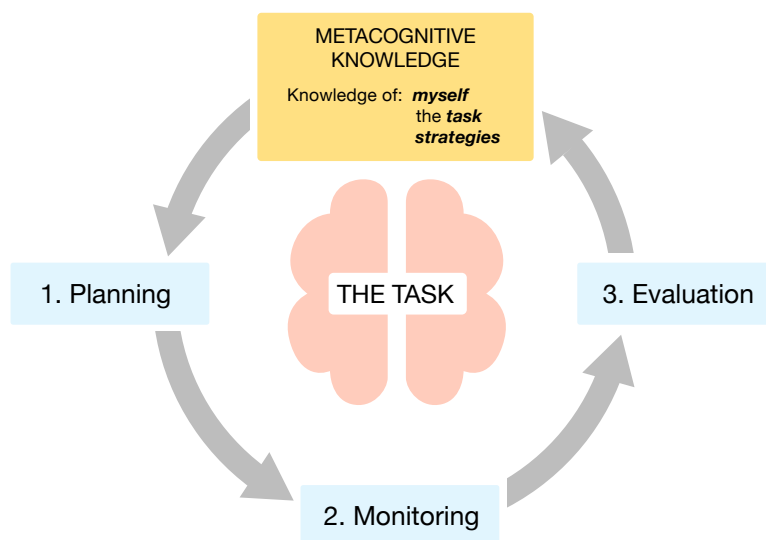 METACOGNITIVE
KNOWLEDGE
Knowledge of: myself
the task
strategies
1. Planning
THE TASK
3. Evaluation
2. Monitoring